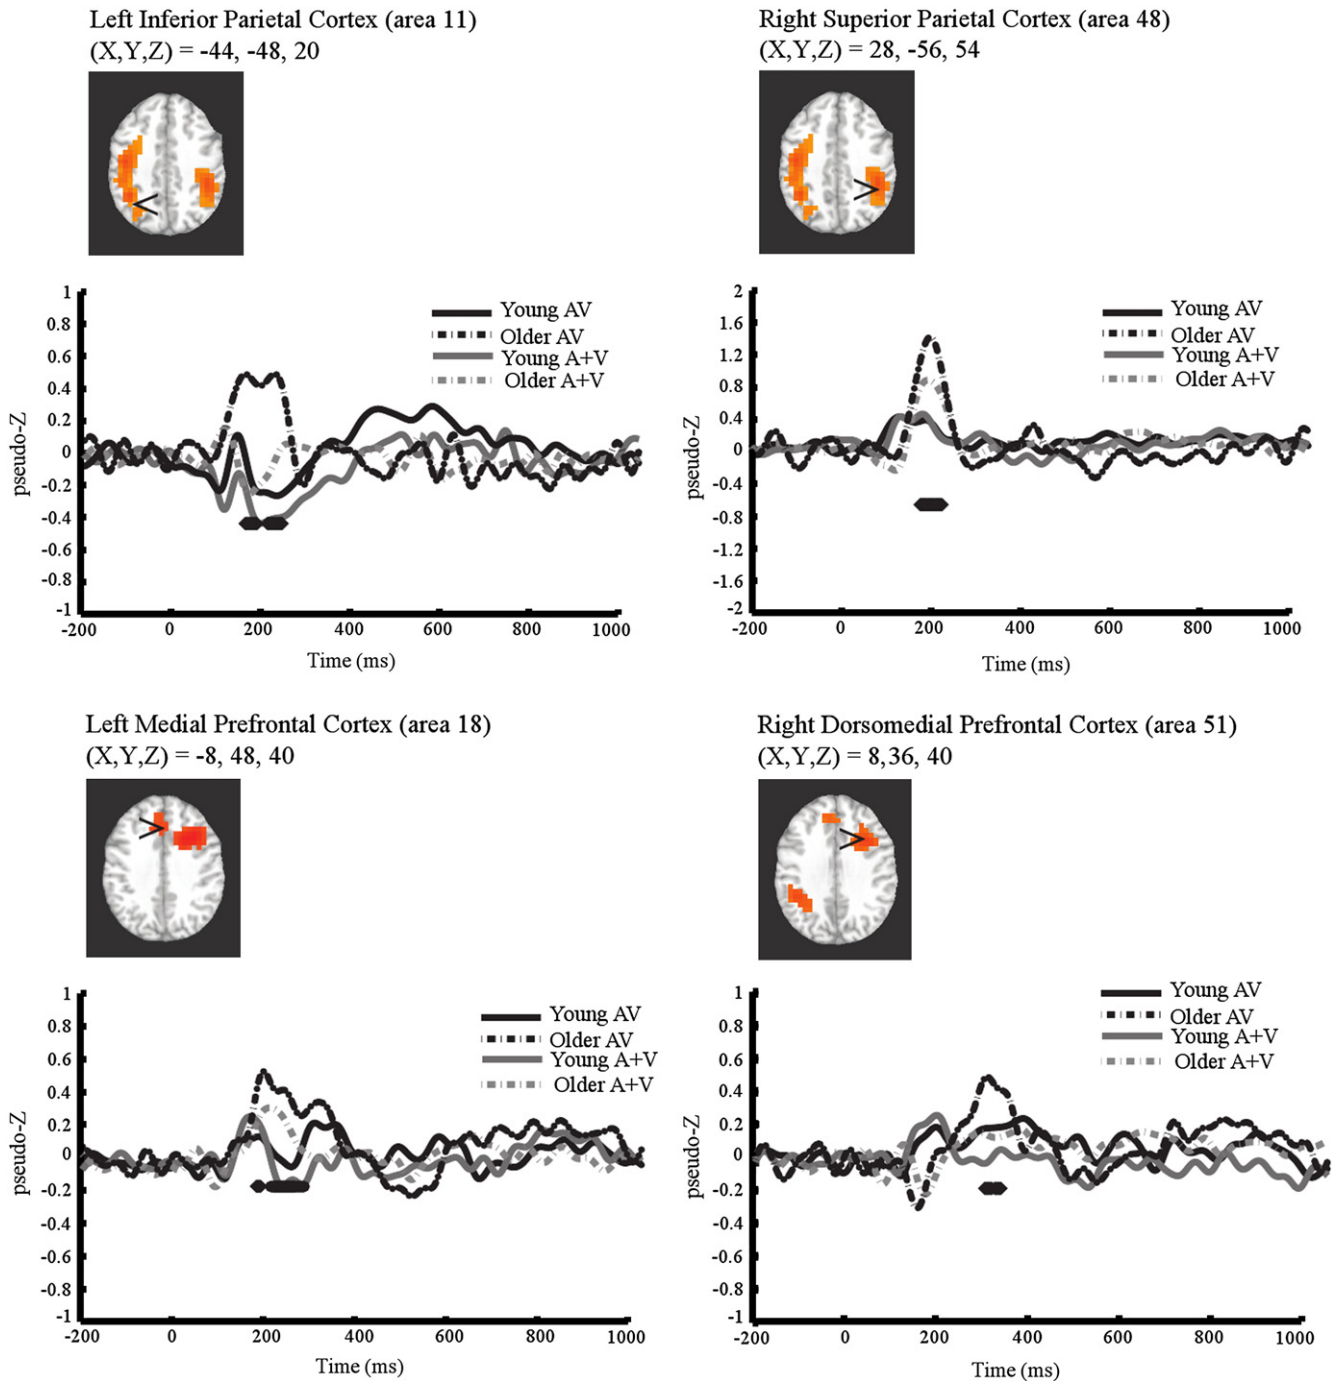 Left Inferior Parietal Cortex (area 11)
(X,Y,Z) = -44, -48, 20
1
0.8
0.6
0.4
0.2
0
-0.2
-0.4
-0.6
-0.8
-1
pseudo-Z
Young AV
Older AV
Young A+V
Older A+V
-200 0 200 400 600 800 1000
Time (ms)
Right Superior Parietal Cortex (area 48)
(X,Y,Z) = 28, -56, 54
2
1.6
1.2
0.8
0.4
0
-0.4
-0.8
-1.2
-1.6
-2
pseudo-Z
Young AV
Older AV
Young A+V
Older A+V
-200 0 200 400 600 800 1000
Time (ms)
Left Medial Prefrontal Cortex (area 18)
(X,Y,Z) = -8, 48, 40
1
0.8
0.6
0.4
0.2
0
-0.2
-0.4
-0.6
-0.8
-1
pseudo-Z
Young AV
Older AV
Young A+V
Older A+V
-200 0 200 400 600 800 1000
Time (ms)
Right Dorsomedial Prefrontal Cortex (area 51)
(X,Y,Z) = 8,36, 40
1
0.8
0.6
0.4
0.2
0
-0.2
-0.4
-0.6
-0.8
-1
pseudo-Z
Young AV
Older AV
Young A+V
Older A+V
-200 0 200 400 600 800 1000
Time (ms)